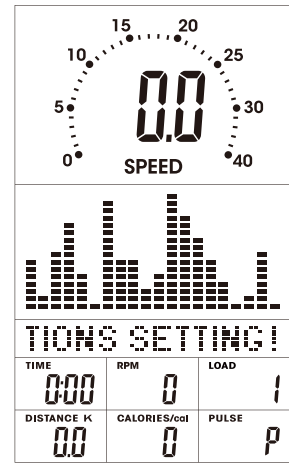 15 20
10 25
5 0.0 30
0 SPEED 40
TIONS SETTING!
TIME RPM LOAD
0:00 0 1
DISTANCE K CALORIES/cal PULSE
0.0 0 P